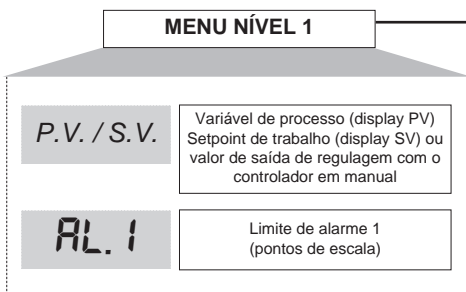 MENU NÍVEL 1
P.V. / S.V.
Variável de processo (display PV)
Setpoint de trabalho (display SV) ou
valor de saída de regulagem com o
controlador em manual
AL. 1
Limite de alarme 1
(pontos de escala)